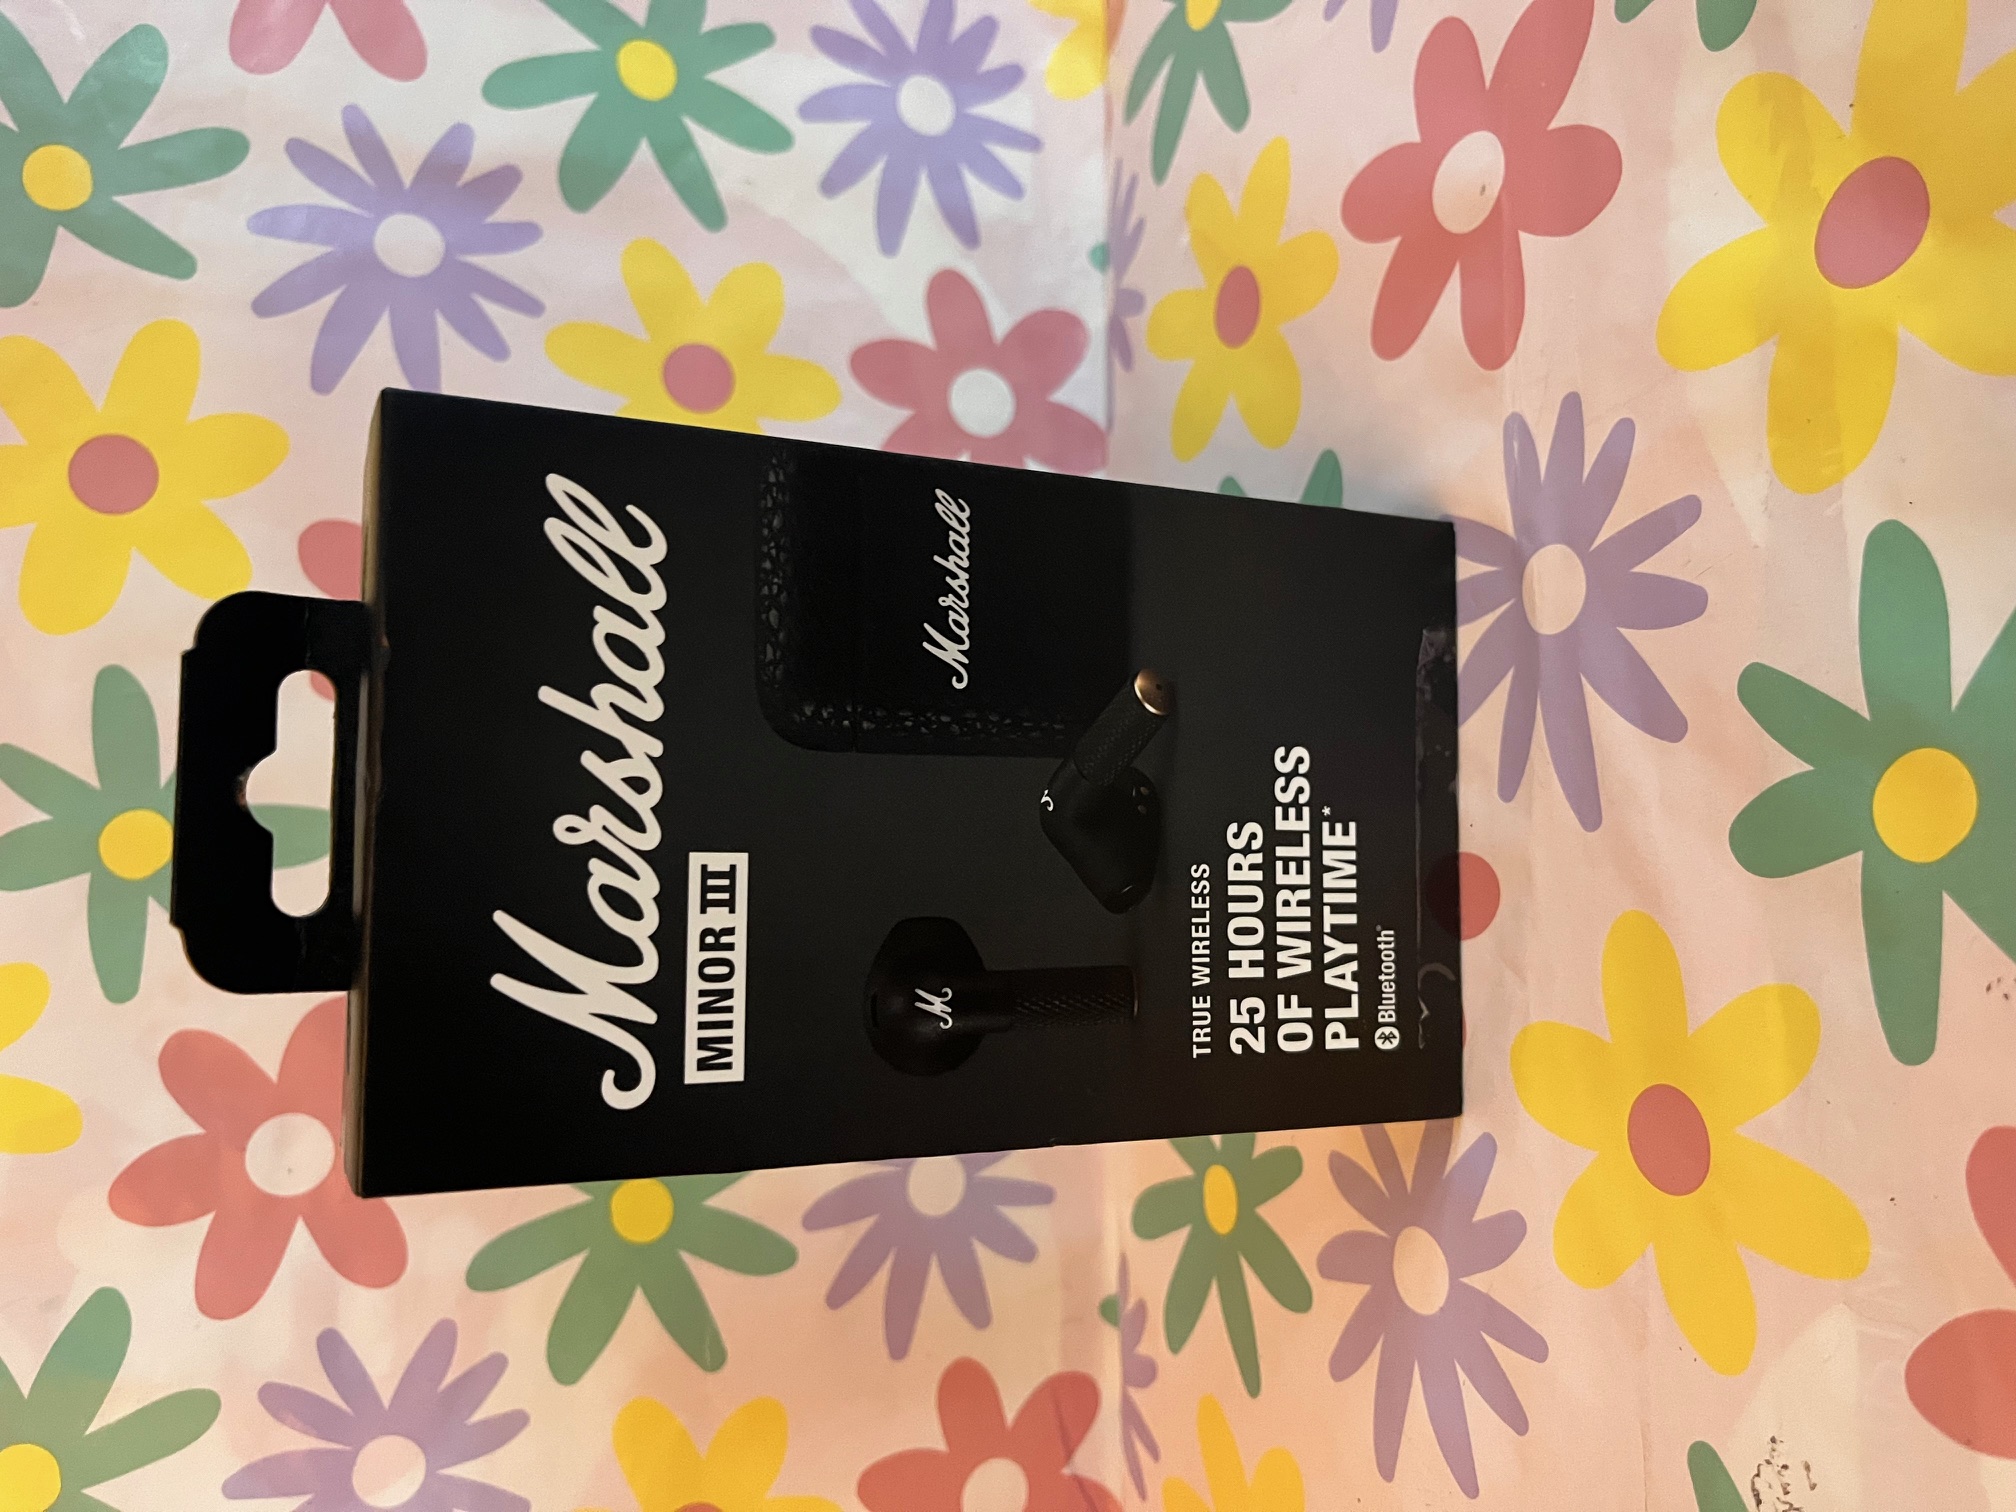 Marshall
MINOR III
Marshall
M
TRUE WIRELESS
25 HOURS
OF WIRELESS
PLAYTIME*
Bluetooth®